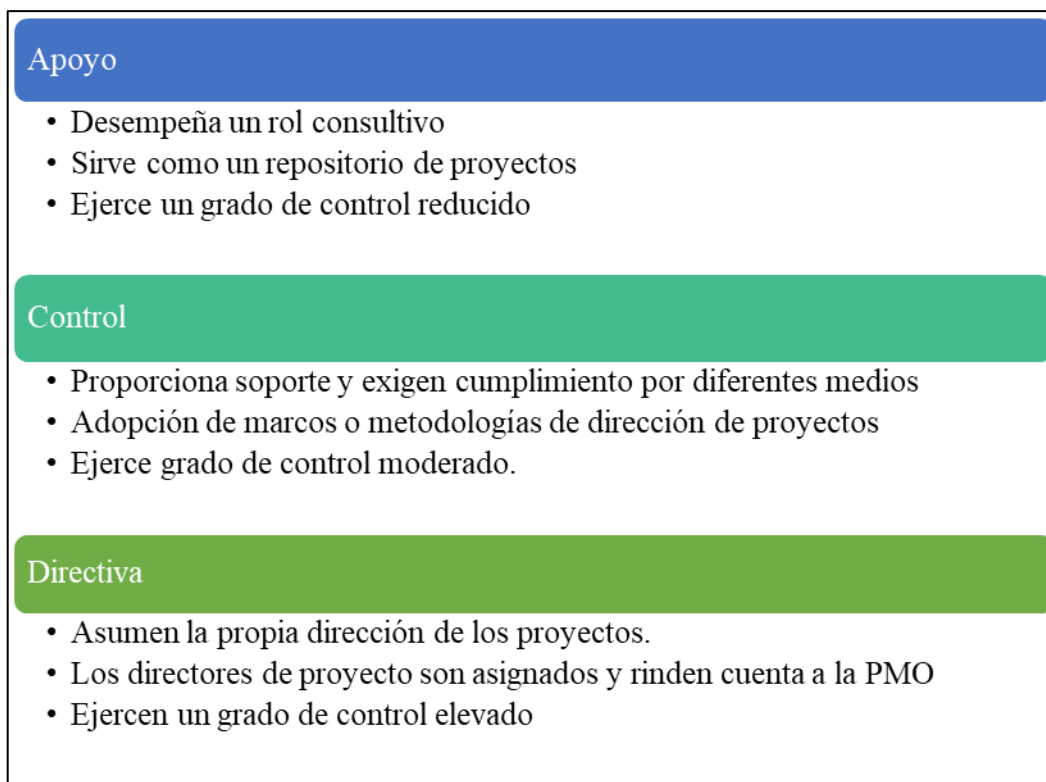 Apoyo
• Desempeña un rol consultivo
• Sirve como un repositorio de proyectos
• Ejerce un grado de control reducido
Control
• Proporciona soporte y exigen cumplimiento por diferentes medios
• Adopción de marcos o metodologías de dirección de proyectos
• Ejerce grado de control moderado.
Directiva
• Asumen la propia dirección de los proyectos.
• Los directores de proyecto son asignados y rinden cuenta a la PMO
• Ejercen un grado de control elevado